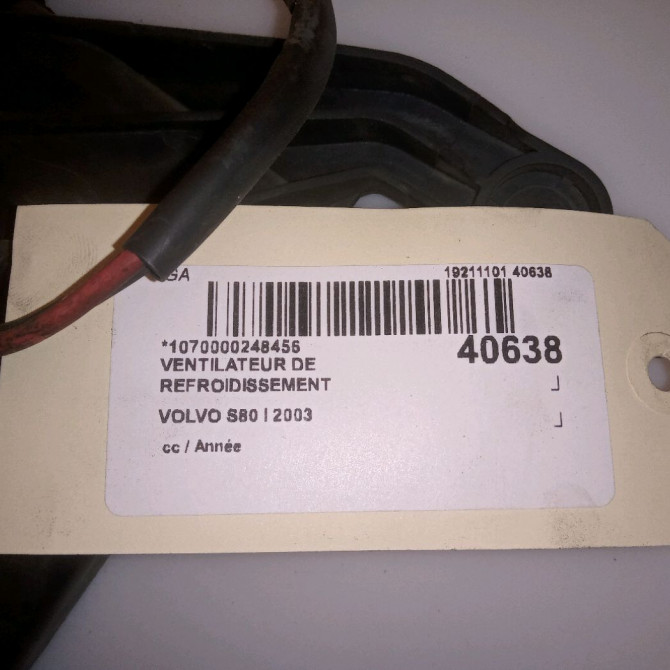 19211101 40638
*1070000248456
40638
VENTILATEUR DE
REFROIDISSEMENT
VOLVO S80 I 2003
cc / Année